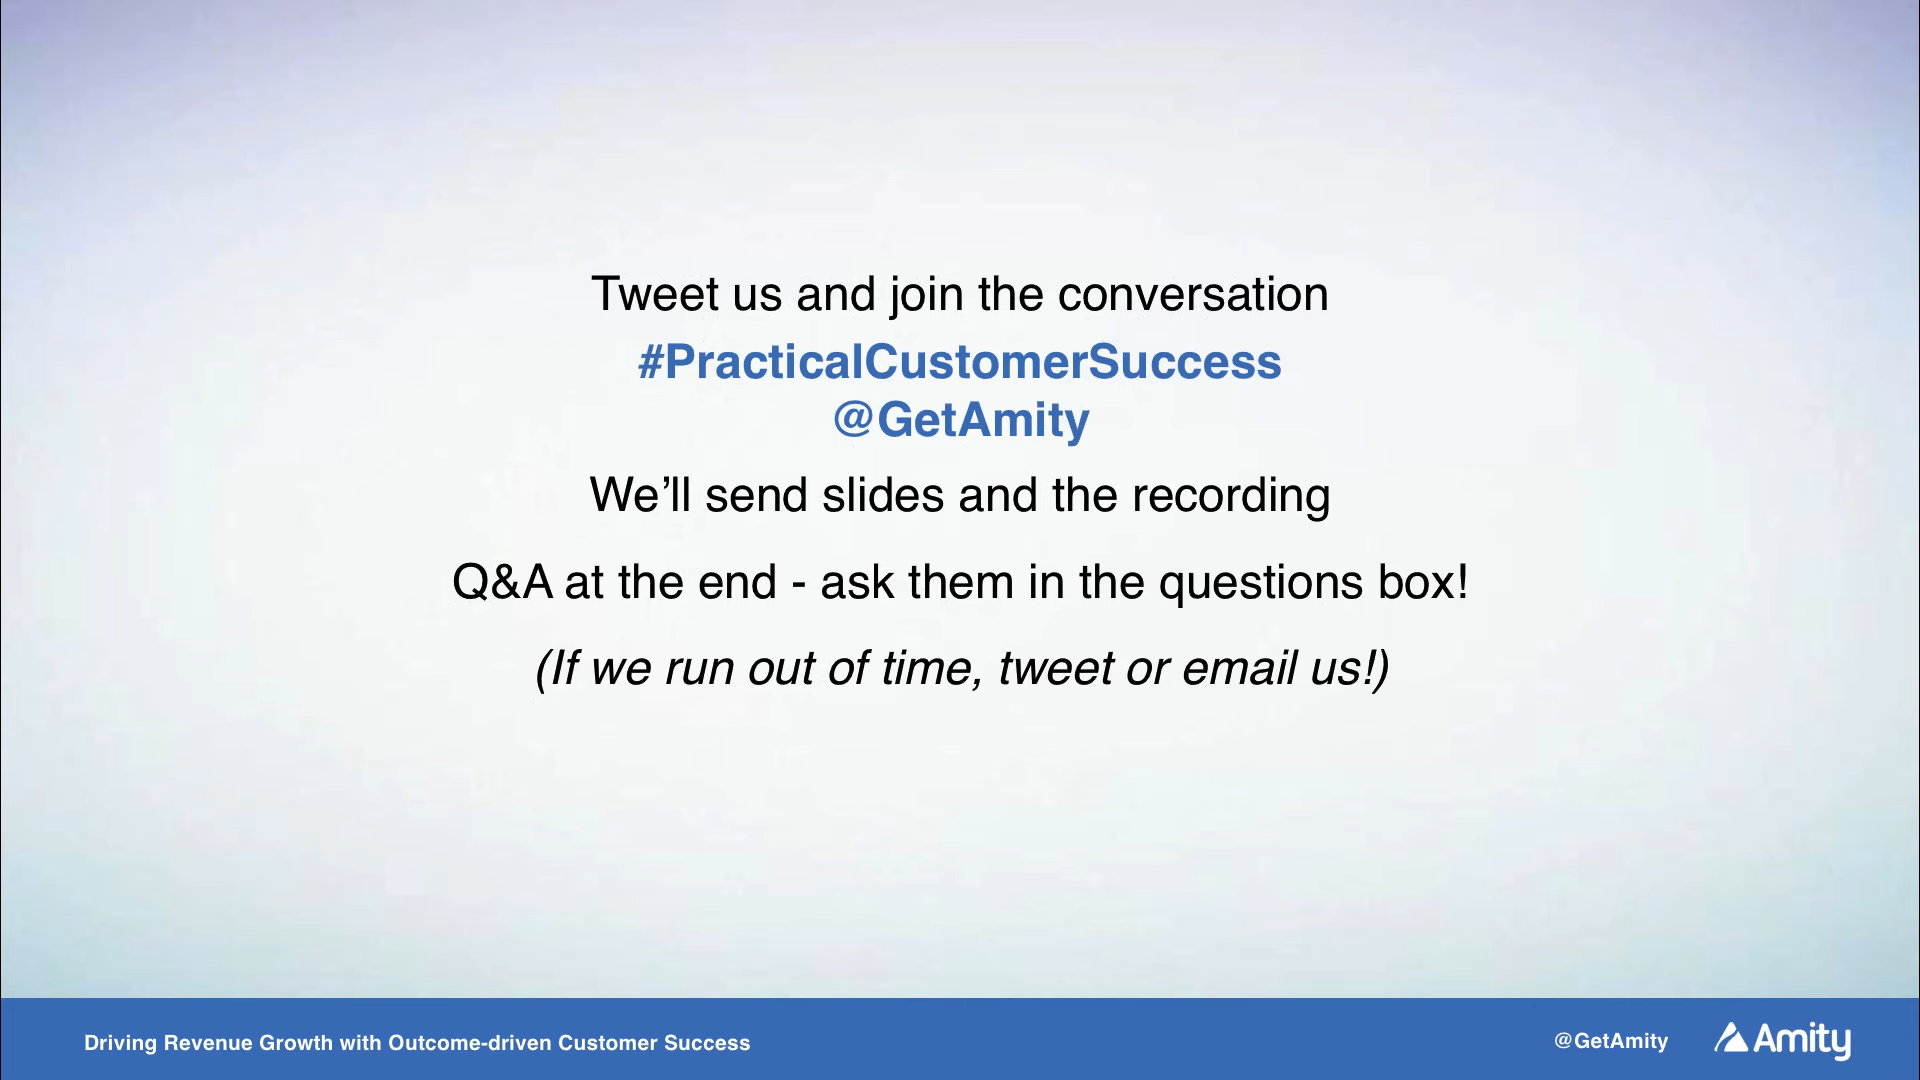 Tweet us and join the conversation
#PracticalCustomerSuccess
@GetAmity
We’ll send slides and the recording
Q&A at the end - ask them in the questions box!
(If we run out of time, tweet or email us!)
Driving Revenue Growth with Outcome-driven Customer Success
@GetAmity
Amity